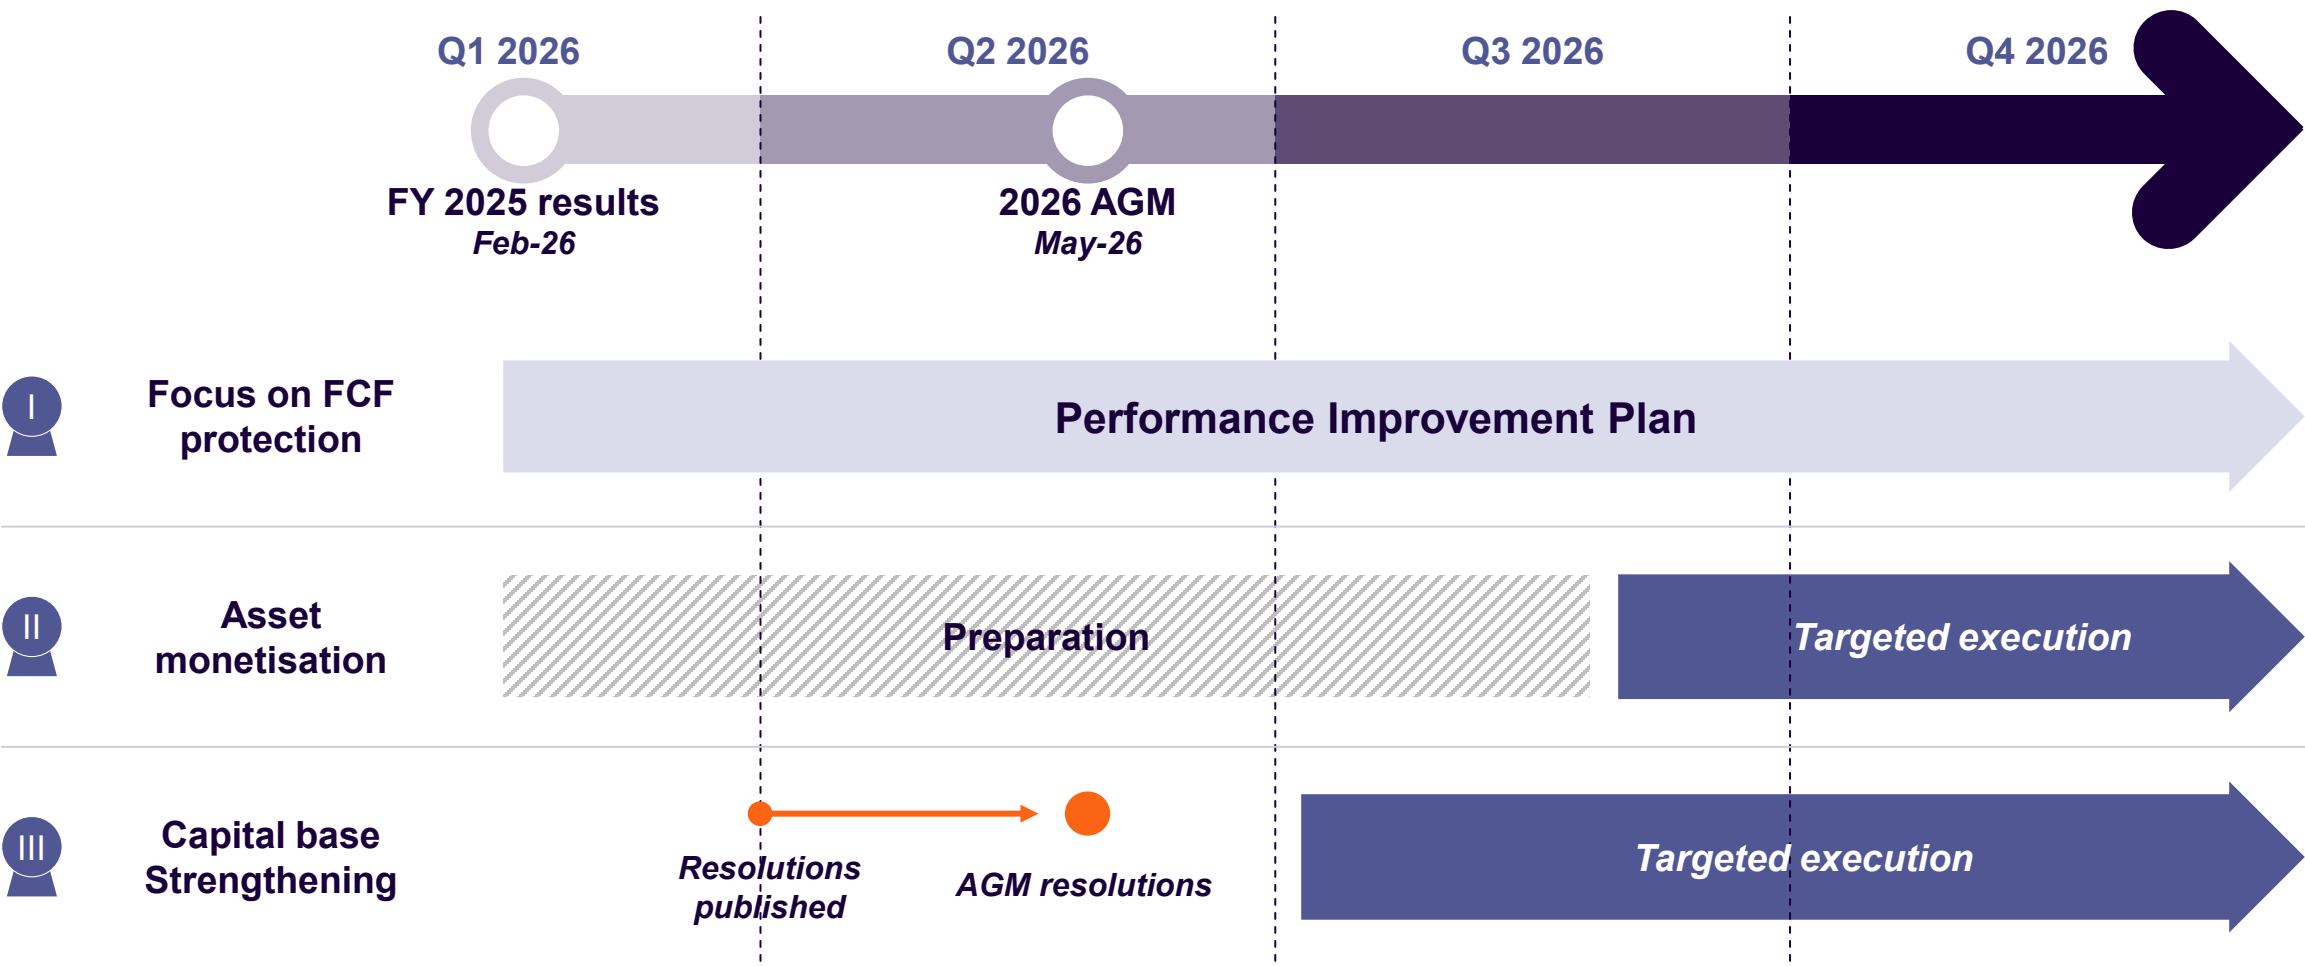 Q1 2026
Q2 2026
Q3 2026
Q4 2026
FY 2025 results
Feb-26
2026 AGM
May-26
I
Focus on FCF
protection
Performance Improvement Plan
II
Asset
monetisation
Preparation
Targeted execution
III
Capital base
Strengthening
Resolutions
published
AGM resolutions
Targeted execution